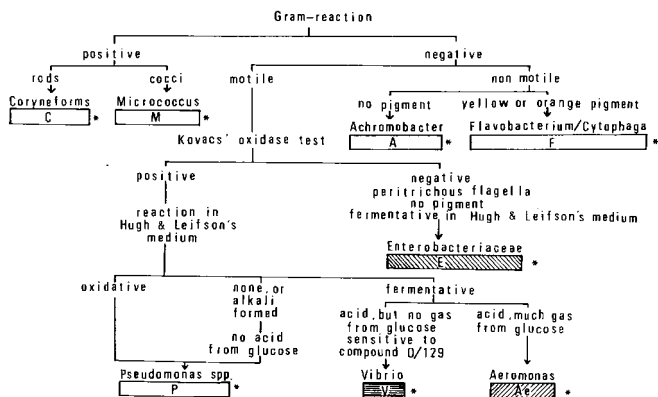 Gram-reaction
positive negative
rods cocci motile non motile
Coryneforms Micrococcus no pigment yellow or orange pigment
C * M * Achromobacter Flavobacterium/Cytophaga
A * F *
Kovacs' oxidase test
positive negative
peritrichous flagella
no pigment
fermentative in Hugh & Leifson's medium
reaction in
Hugh & Leifson's
medium
Enterobacteriaceae
E *
oxidative none, or fermentative
alkali
formed
acid, but no gas acid, much gas
from glucose from glucose
sensitive to
compound 0/129
no acid
from glucose
Pseudomonas spp. Vibrio Aeromonas
P * V * Ae *